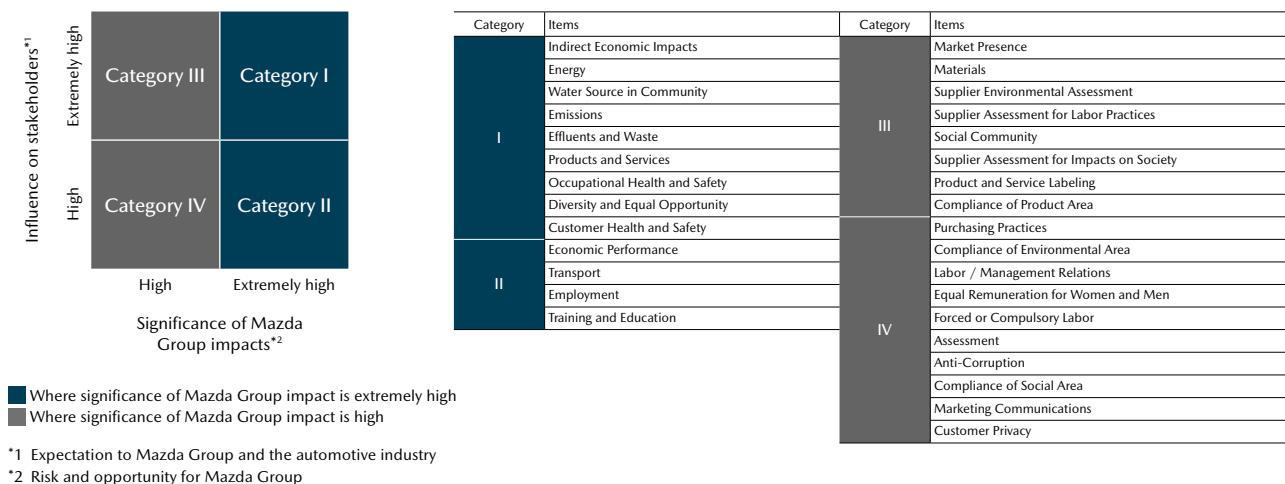 Influence on stakeholders*1
Extremely high
High
Category III
Category I
Category IV
Category II
High
Extremely high
Significance of Mazda
Group impacts*2
Where significance of Mazda Group impact is extremely high
Where significance of Mazda Group impact is high
*1 Expectation to Mazda Group and the automotive industry
*2 Risk and opportunity for Mazda Group
Category
Items
I
Indirect Economic Impacts
Energy
Water Source in Community
Emissions
Effluents and Waste
Products and Services
Occupational Health and Safety
Diversity and Equal Opportunity
Customer Health and Safety
II
Economic Performance
Transport
Employment
Training and Education
Category
Items
III
Market Presence
Materials
Supplier Environmental Assessment
Supplier Assessment for Labor Practices
Social Community
Supplier Assessment for Impacts on Society
Product and Service Labeling
Compliance of Product Area
IV
Purchasing Practices
Compliance of Environmental Area
Labor / Management Relations
Equal Remuneration for Women and Men
Forced or Compulsory Labor
Assessment
Anti-Corruption
Compliance of Social Area
Marketing Communications
Customer Privacy